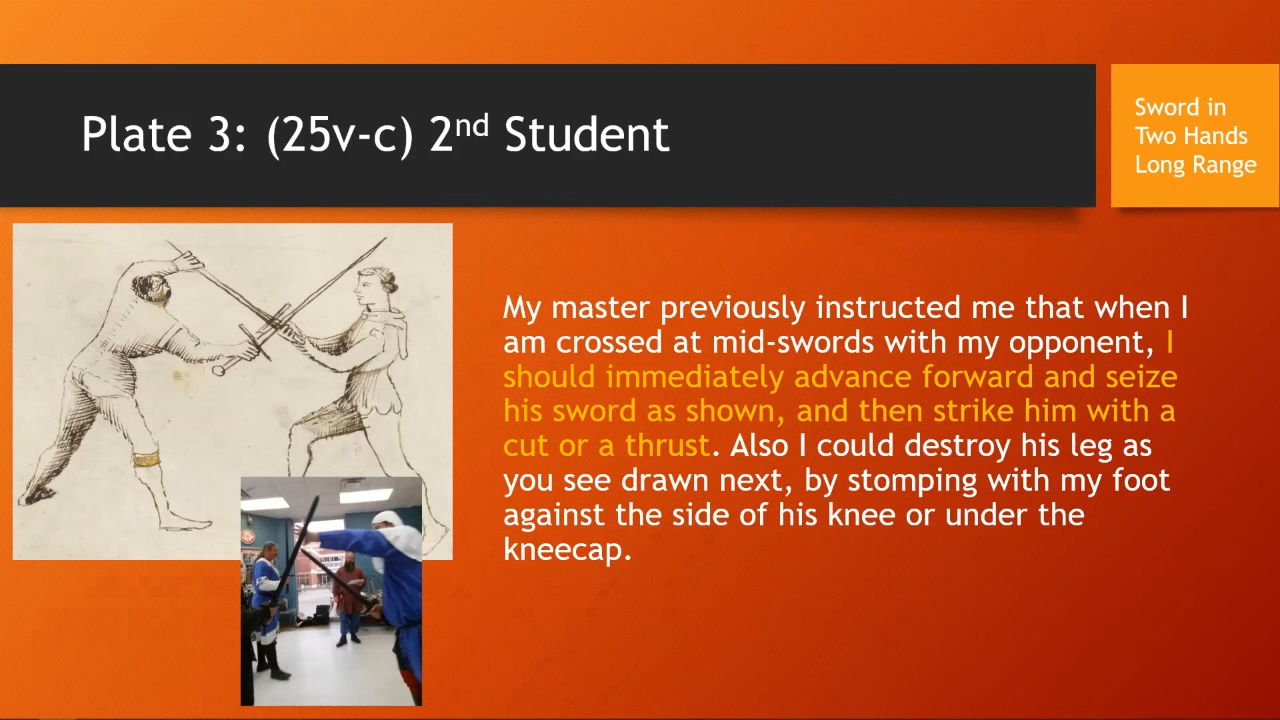 Plate 3: (25v-c) 2nd Student
Sword in
Two Hands
Long Range
My master previously instructed me that when I
am crossed at mid-swords with my opponent, I
should immediately advance forward and seize
his sword as shown, and then strike him with a
cut or a thrust. Also I could destroy his leg as
you see drawn next, by stomping with my foot
against the side of his knee or under the
kneecap.